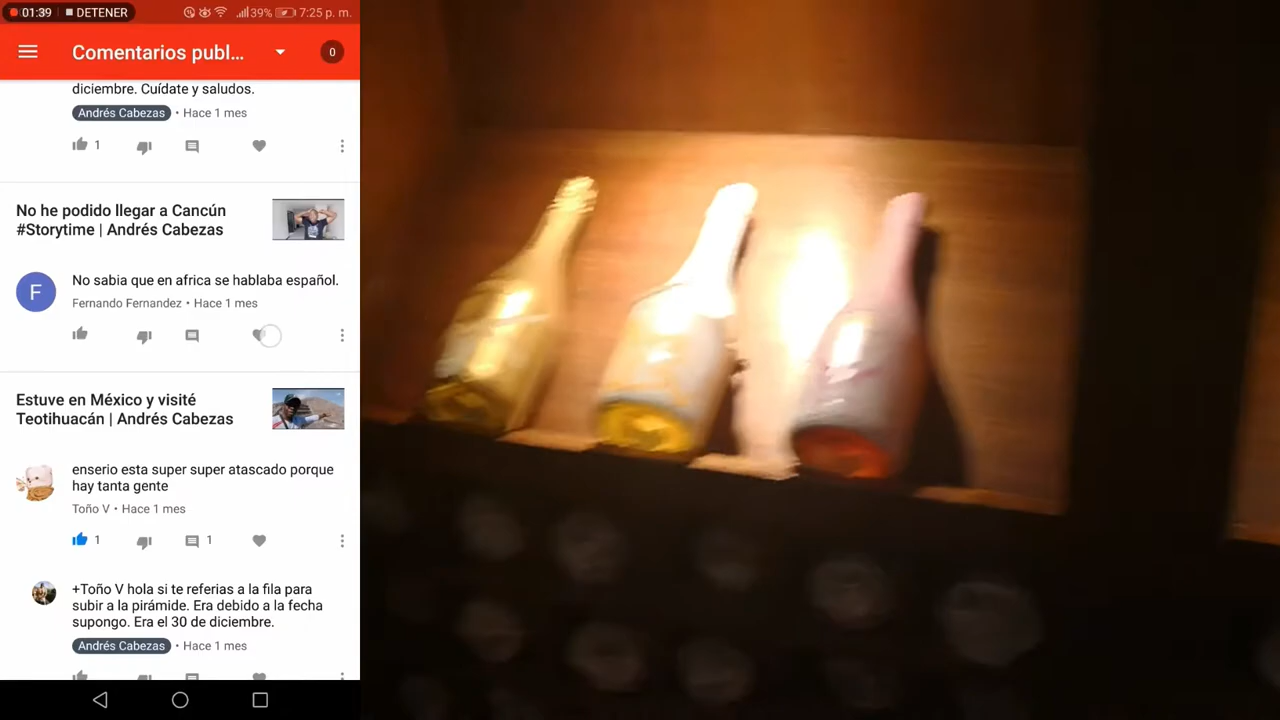 01:39 DETENER 39% 7:25 p. m.
Comentarios publ... 0
diciembre. Cuídate y saludos.
Andrés Cabezas • Hace 1 mes
1
No he podido llegar a Cancún
#Storytime | Andrés Cabezas
F
No sabia que en africa se hablaba español.
Fernando Fernandez • Hace 1 mes
Estuve en México y visité
Teotihuacán | Andrés Cabezas
enserio esta super super atascado porque
hay tanta gente
Toño V • Hace 1 mes
1 1
+Toño V hola si te referias a la fila para
subir a la pirámide. Era debido a la fecha
supongo. Era el 30 de diciembre.
Andrés Cabezas • Hace 1 mes